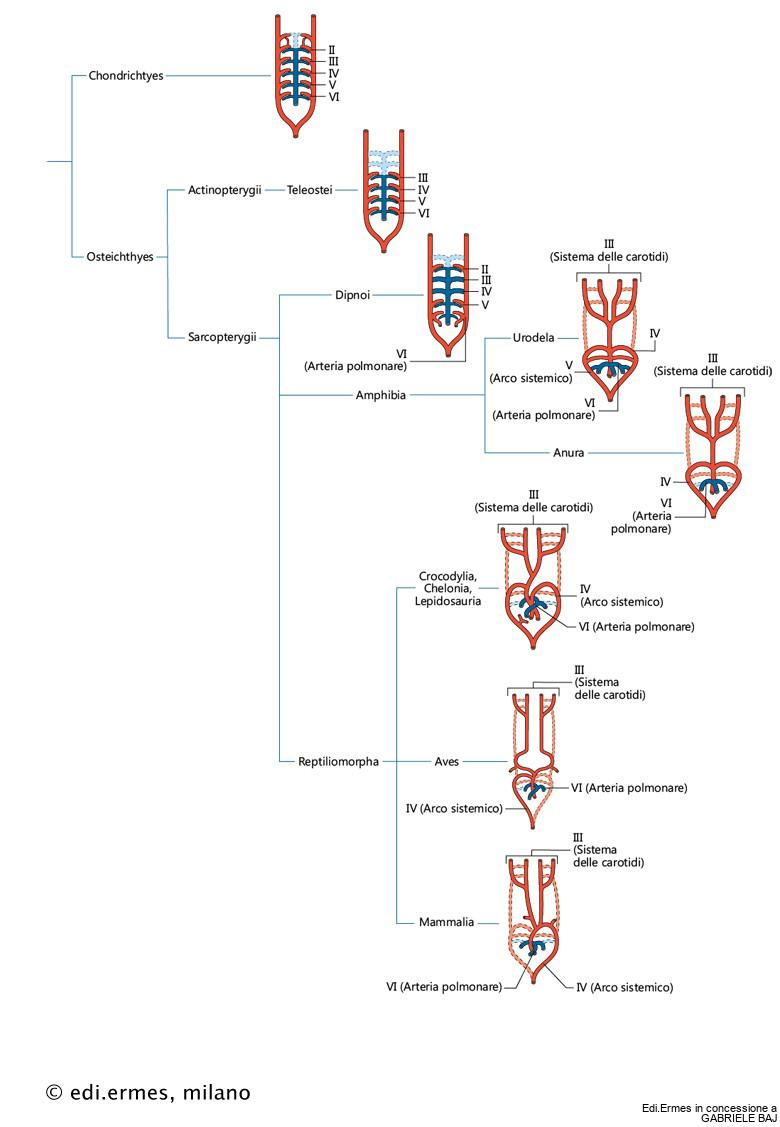 II
III
IV
V
VI
Chondrichtyes
III
IV
V
VI
Actinopterygii
Teleostei
Osteichthyes
II
III
IV
V
Dipnoi
VI
(Arteria polmonare)
Sarcopterygii
III
(Sistema delle carotidi)
Urodela
IV
V
(Arco sistemico)
VI
(Arteria polmonare)
Amphibia
III
(Sistema delle carotidi)
Anura
IV
VI
(Arteria
polmonare)
III
(Sistema delle carotidi)
Crocodylia,
Chelonia,
Lepidosauria
IV
(Arco sistemico)
VI (Arteria polmonare)
III
(Sistema
delle carotidi)
Reptiliomorpha
Aves
VI (Arteria polmonare)
IV (Arco sistemico)
III
(Sistema
delle carotidi)
Mammalia
VI (Arteria polmonare)
IV (Arco sistemico)
© edi.ermes, milano
Edi.Ermes in concessione a
GABRIELE BAJ